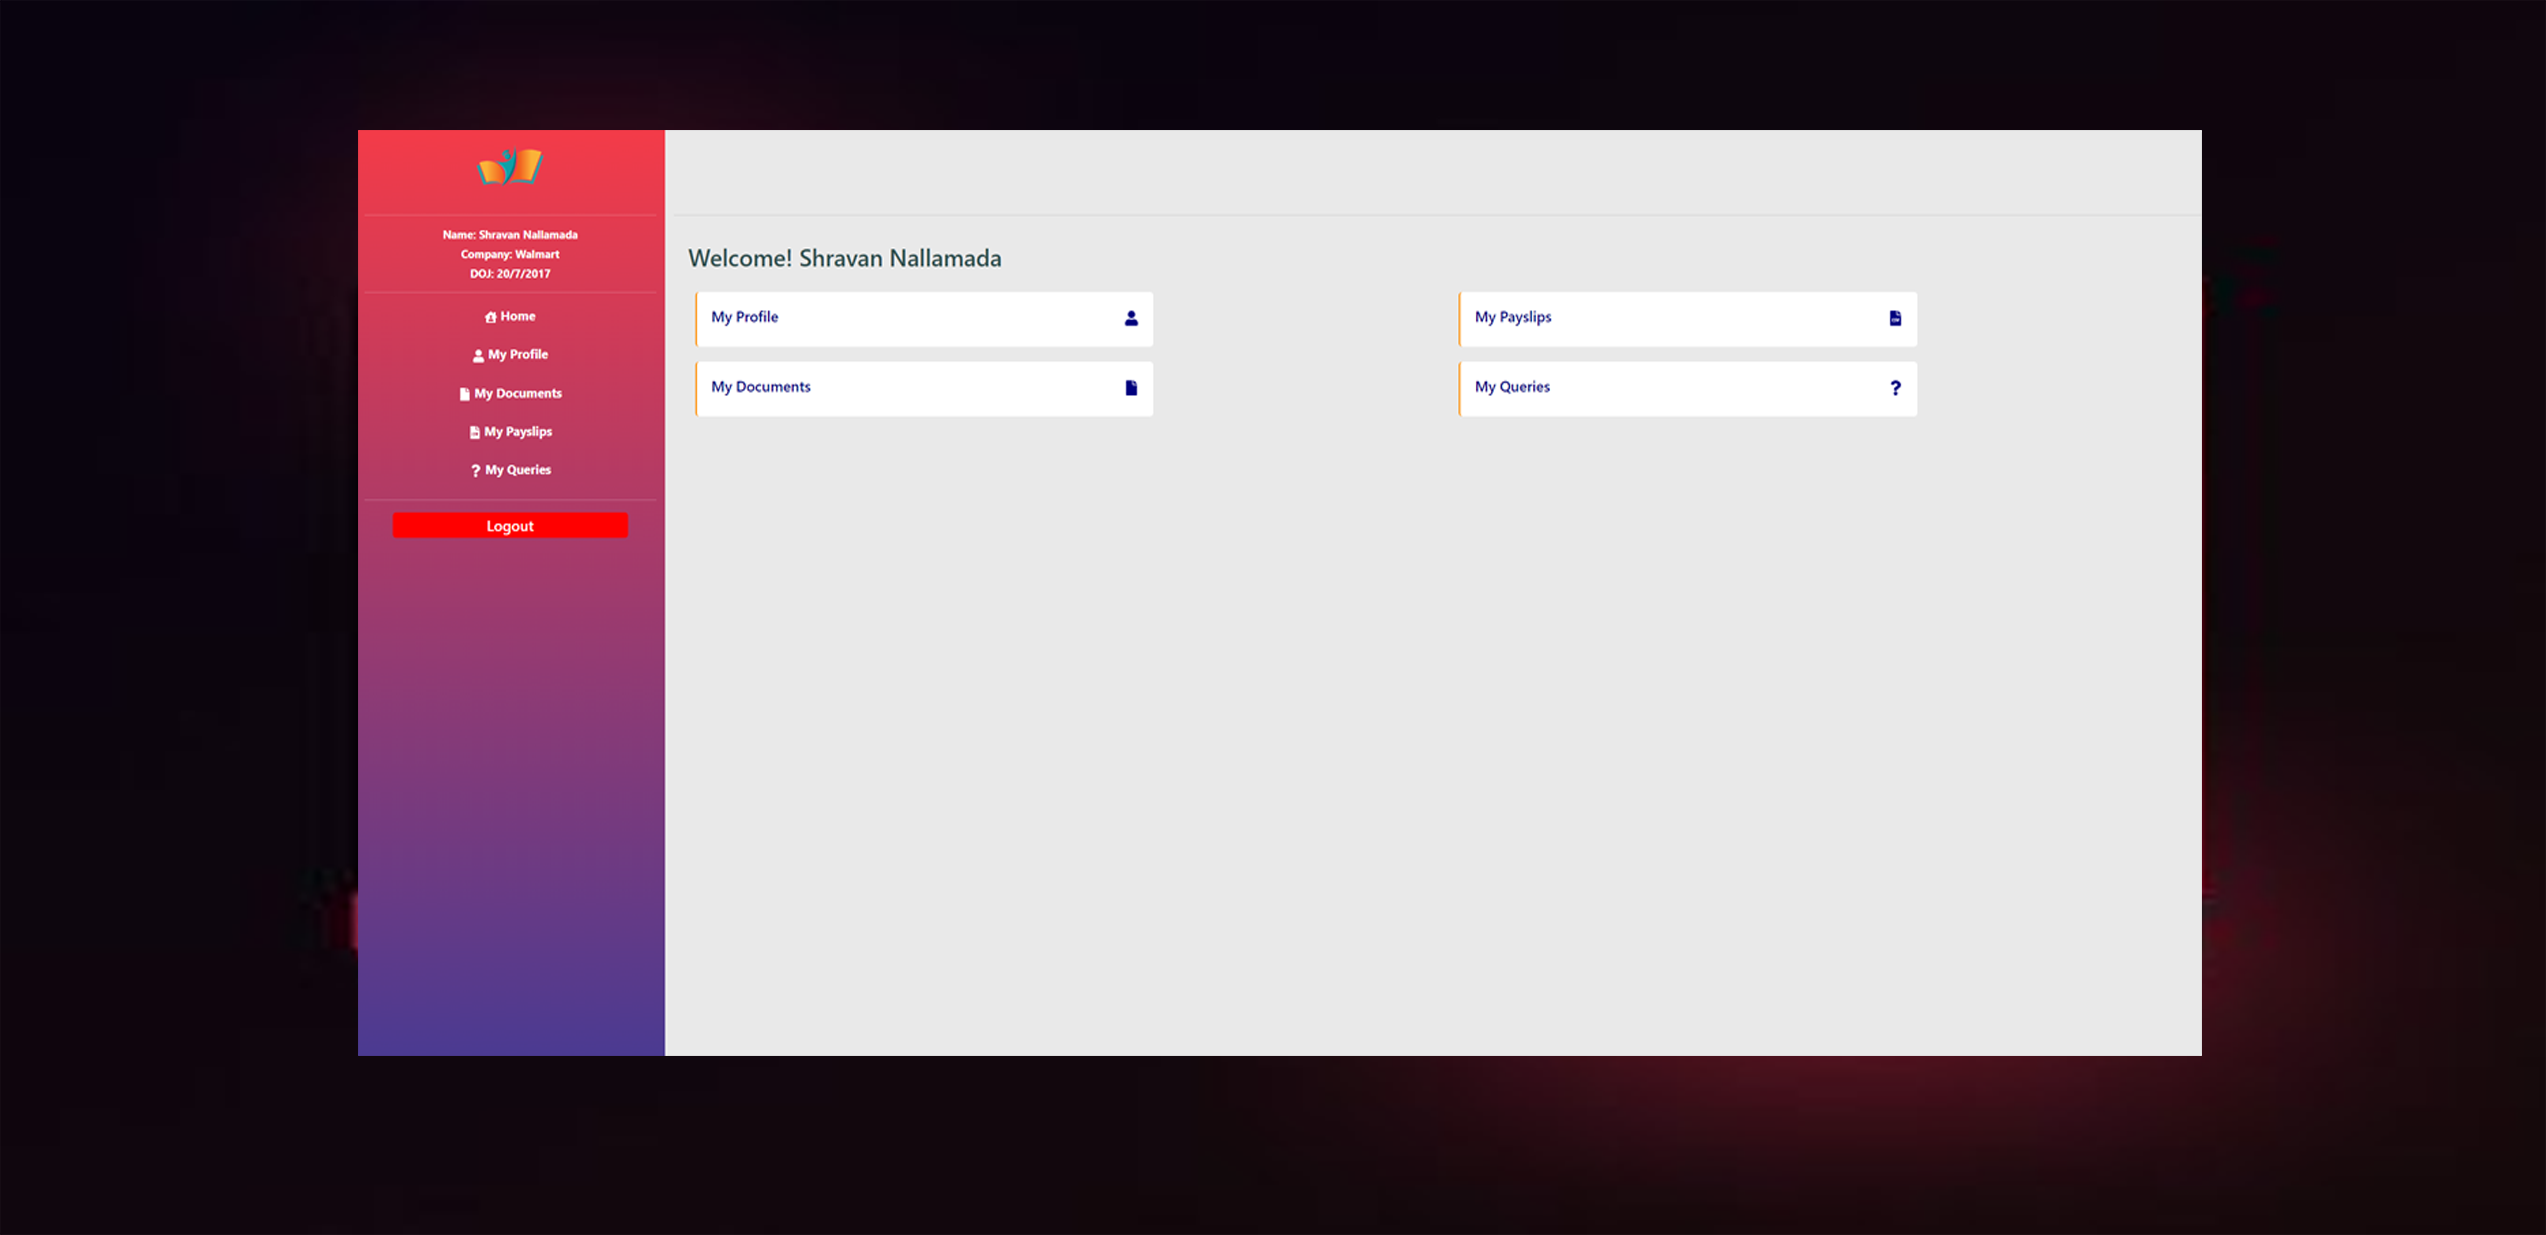 Name: Shravan Nallamada
Company: Walmart
DOJ: 20/7/2017
Home
My Profile
My Documents
My Payslips
My Queries
Logout
Welcome! Shravan Nallamada
My Profile
My Payslips
My Documents
My Queries